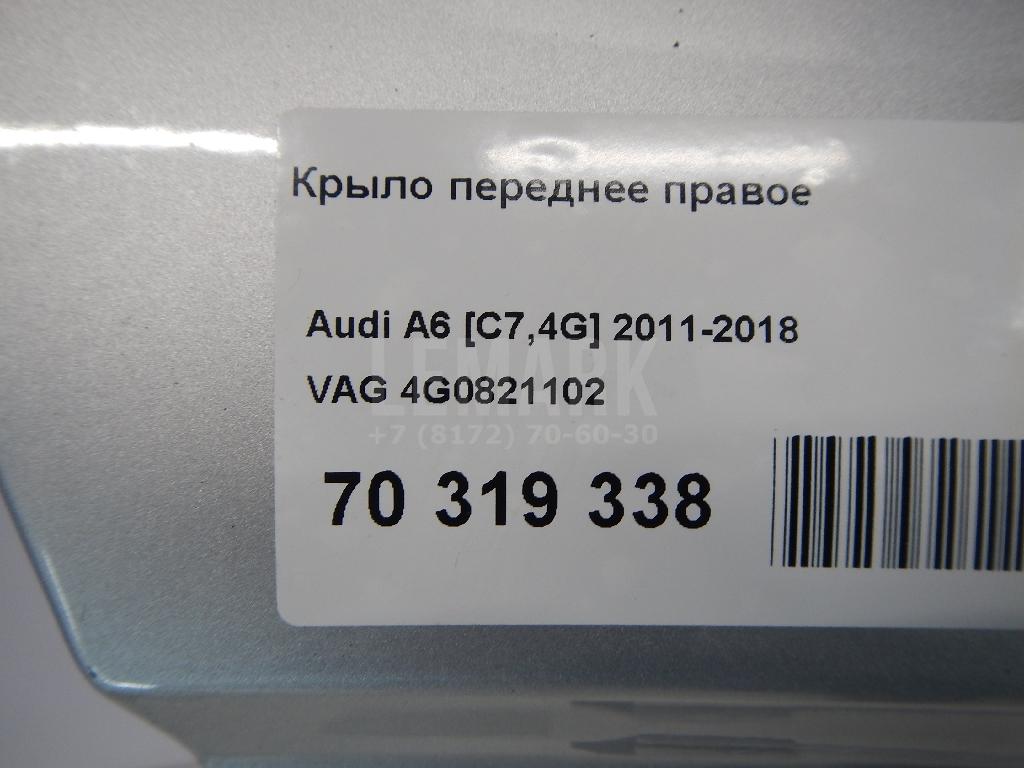 Крыло переднее правое
Audi A6 [C7,4G] 2011-2018
LEMARK
VAG 4G0821102
+7 (8172) 70-60-30
70 319 338